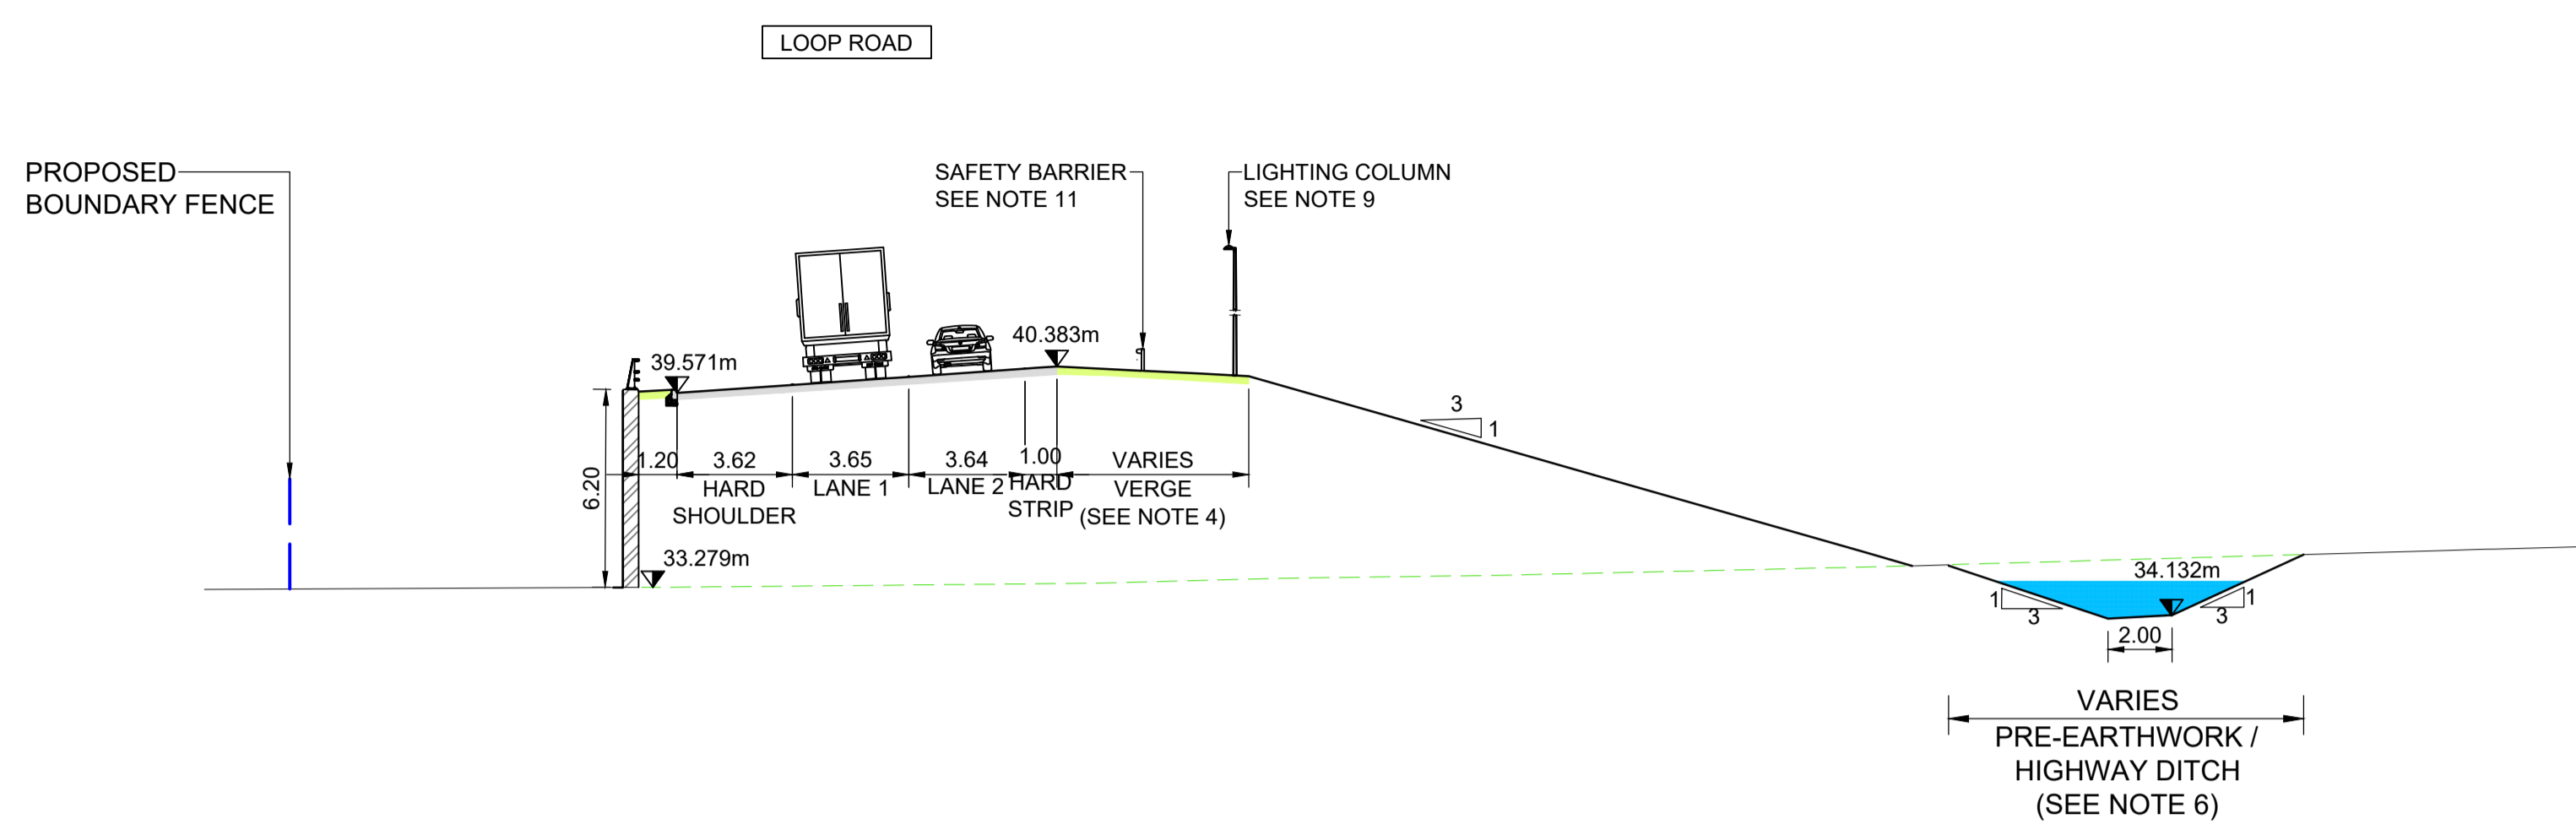 LOOP ROAD
PROPOSED
BOUNDARY FENCE
SAFETY BARRIER
SEE NOTE 11
LIGHTING COLUMN
SEE NOTE 9
39.571m
40.383m
3
1
6.20
1.20
3.62
HARD
SHOULDER
3.65
LANE 1
3.64
LANE 2
1.00
HARD
STRIP
VARIES
VERGE
(SEE NOTE 4)
33.279m
34.132m
1
3
1
3
2.00
VARIES
PRE-EARTHWORK /
HIGHWAY DITCH
(SEE NOTE 6)